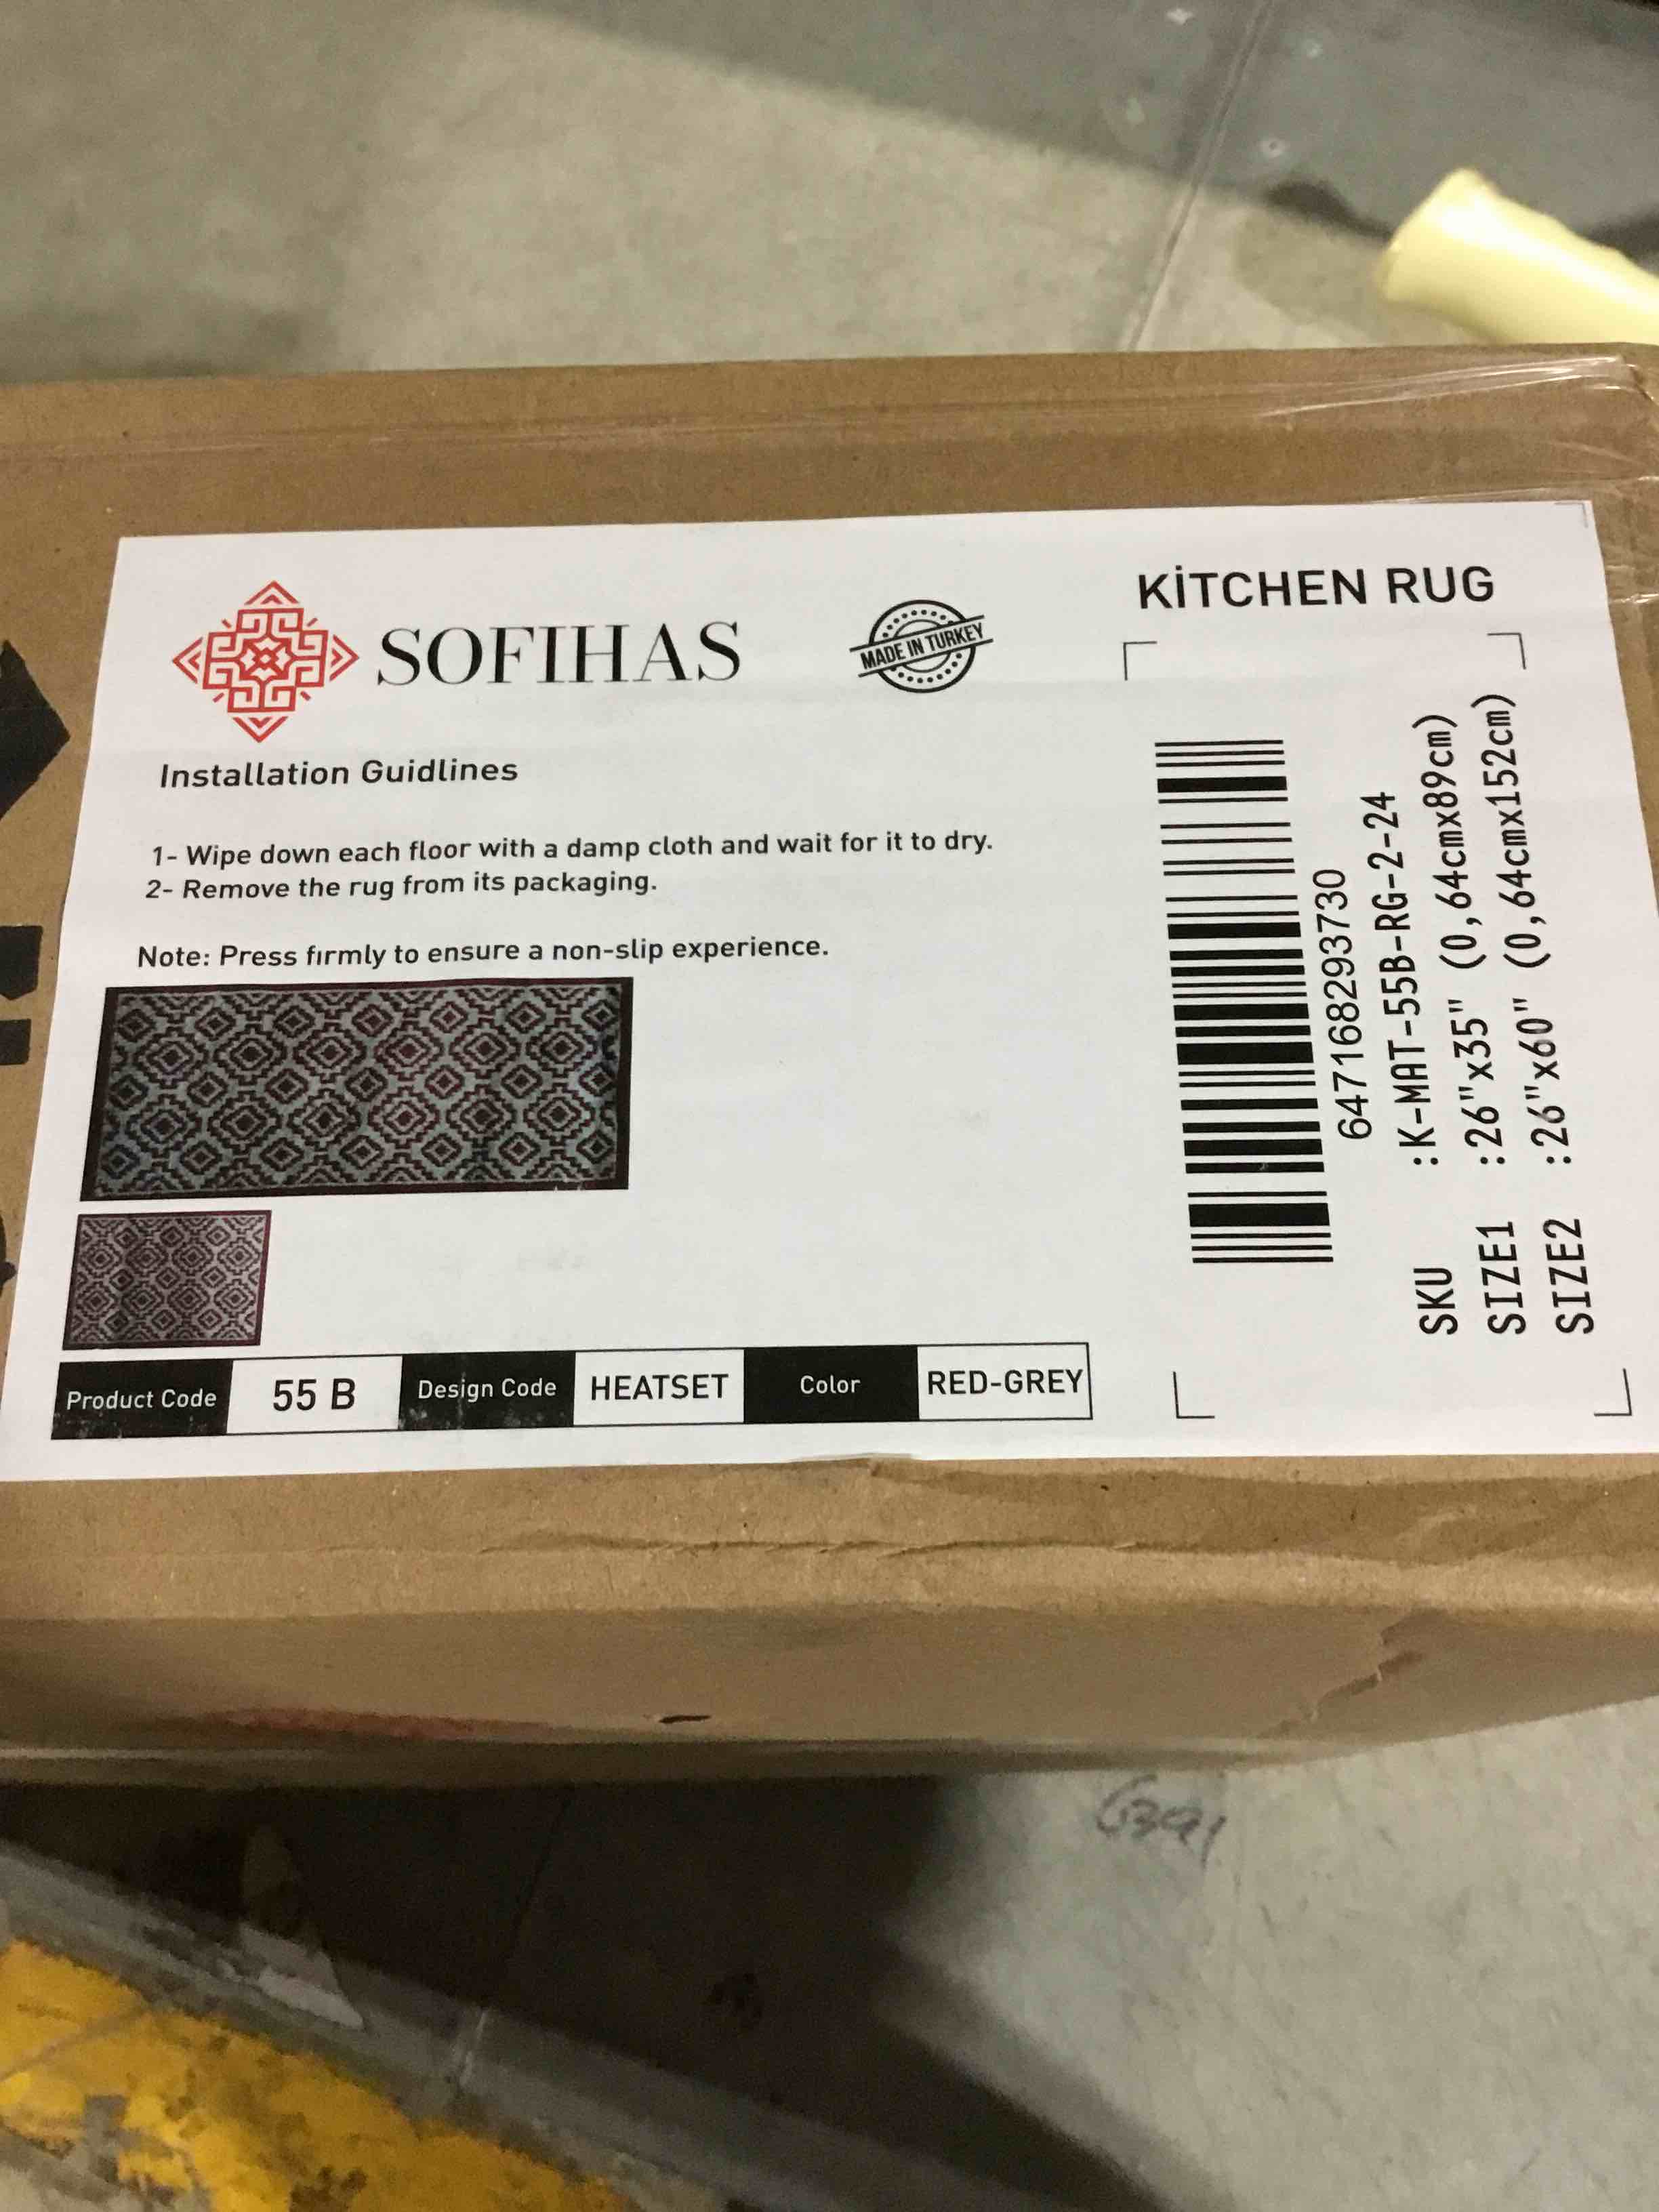 SOFIHAS
MADE IN TURKEY
KİTCHEN RUG
Installation Guidlines
1- Wipe down each floor with a damp cloth and wait for it to dry.
2- Remove the rug from its packaging.
Note: Press firmly to ensure a non-slip experience.
Product Code 55 B Design Code HEATSET Color RED-GREY
647168293730
SKU :K-MAT-55B-RG-2-24
SIZE1 :26"x35" (0,64cmx89cm)
SIZE2 :26"x60" (0,64cmx152cm)